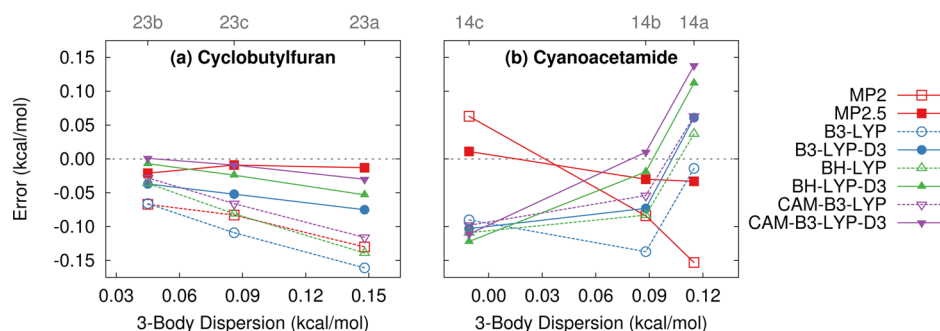 23b 23c 23a 14c 14b 14a
(a) Cyclobutylfuran (b) Cyanoacetamide
0.15
0.10
0.05
0.00
-0.05
-0.10
-0.15
Error (kcal/mol)
0.03 0.06 0.09 0.12 0.15 0.00 0.03 0.06 0.09 0.12
3-Body Dispersion (kcal/mol) 3-Body Dispersion (kcal/mol)
MP2
MP2.5
B3-LYP
B3-LYP-D3
BH-LYP
BH-LYP-D3
CAM-B3-LYP
CAM-B3-LYP-D3